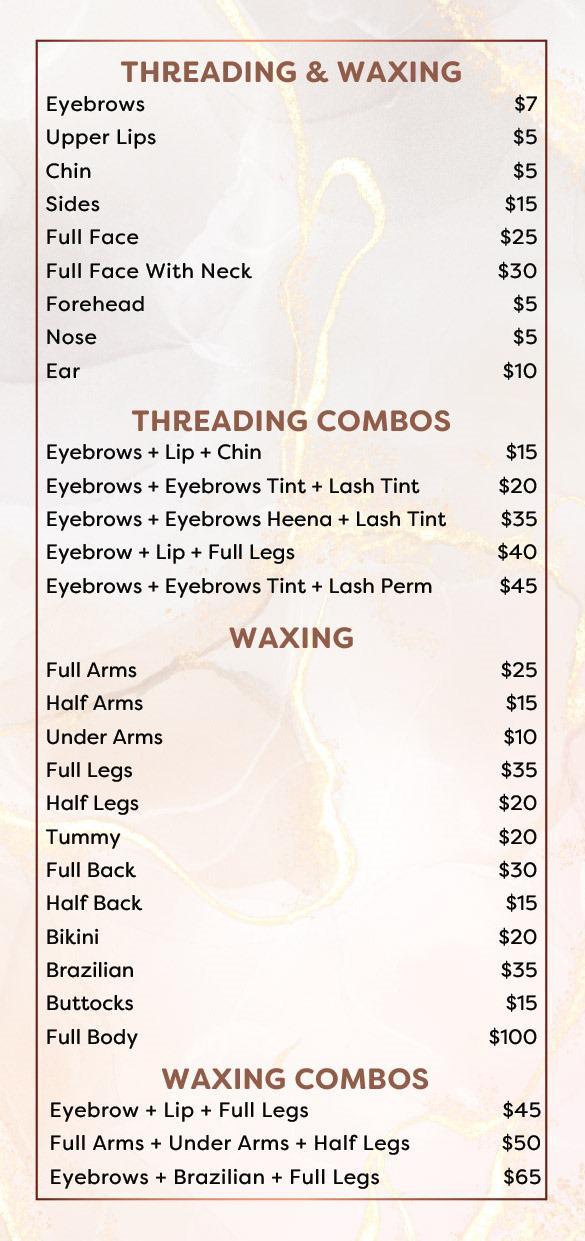 THREADING & WAXING
Eyebrows $7
Upper Lips $5
Chin $5
Sides $15
Full Face $25
Full Face With Neck $30
Forehead $5
Nose $5
Ear $10
THREADING COMBOS
Eyebrows + Lip + Chin $15
Eyebrows + Eyebrows Tint + Lash Tint $20
Eyebrows + Eyebrows Heena + Lash Tint $35
Eyebrow + Lip + Full Legs $40
Eyebrows + Eyebrows Tint + Lash Perm $45
WAXING
Full Arms $25
Half Arms $15
Under Arms $10
Full Legs $35
Half Legs $20
Tummy $20
Full Back $30
Half Back $15
Bikini $20
Brazilian $35
Buttocks $15
Full Body $100
WAXING COMBOS
Eyebrow + Lip + Full Legs $45
Full Arms + Under Arms + Half Legs $50
Eyebrows + Brazilian + Full Legs $65